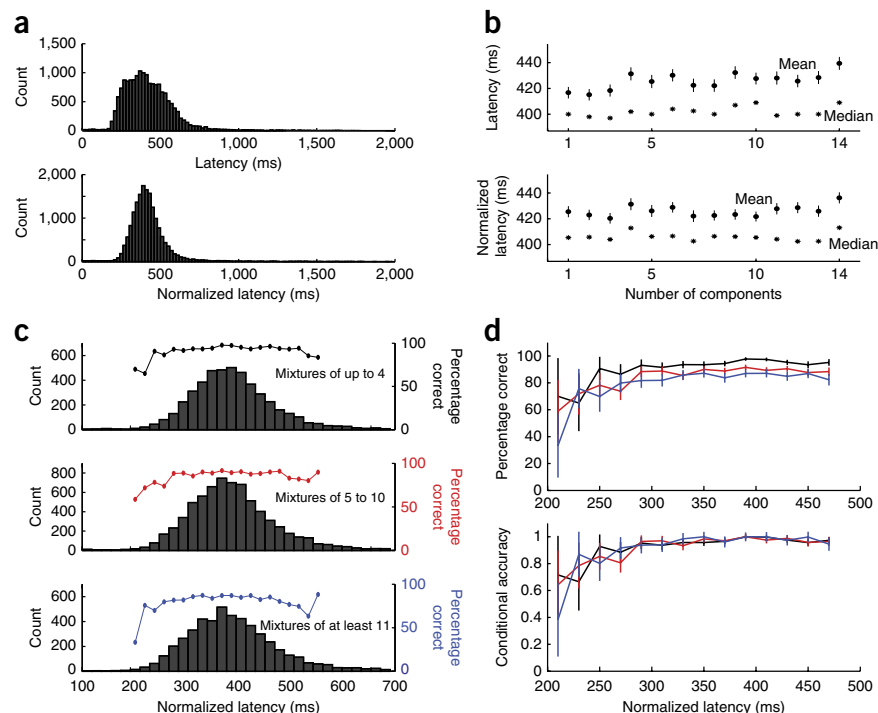 a
1,500
1,000
500
0
Count
0 500 1,000 1,500 2,000
Latency (ms)
2,000
1,000
0
Count
0 500 1,000 1,500 2,000
Normalized latency (ms)
b
440
420
400
Latency (ms)
Mean
Median
1 5 10 14
440
420
400
Normalized
latency (ms)
Mean
Median
1 5 10 14
Number of components
c
600
400
200
0
Count
100
50
0
Percentage
correct
Mixtures of up to 4
800
600
400
200
0
Count
100
50
0
Percentage
correct
Mixtures of 5 to 10
600
400
200
0
Count
100
50
0
Percentage
correct
Mixtures of at least 11
100 200 300 400 500 600 700
Normalized latency (ms)
d
100
80
60
40
20
0
Percentage correct
200 250 300 350 400 450 500
1
0.8
0.6
0.4
0.2
0
Conditional accuracy
200 250 300 350 400 450 500
Normalized latency (ms)